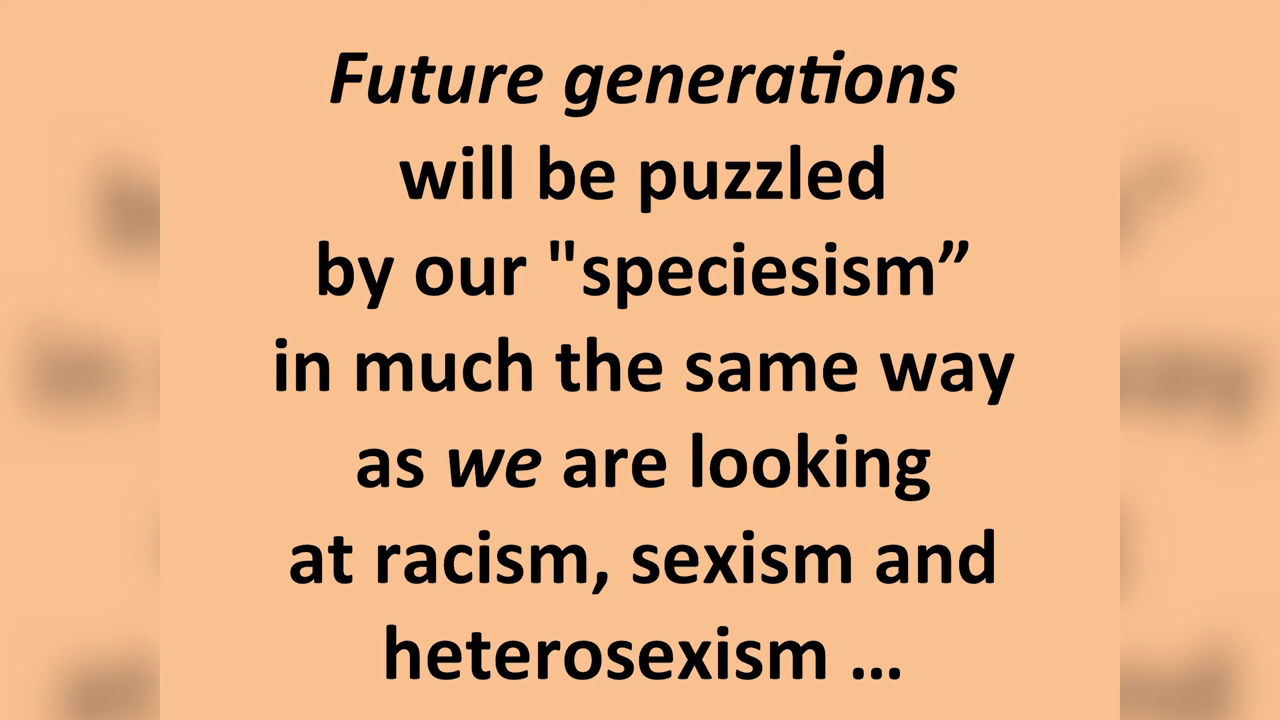 Future generations
will be puzzled
by our "speciesism”
in much the same way
as we are looking
at racism, sexism and
heterosexism ...